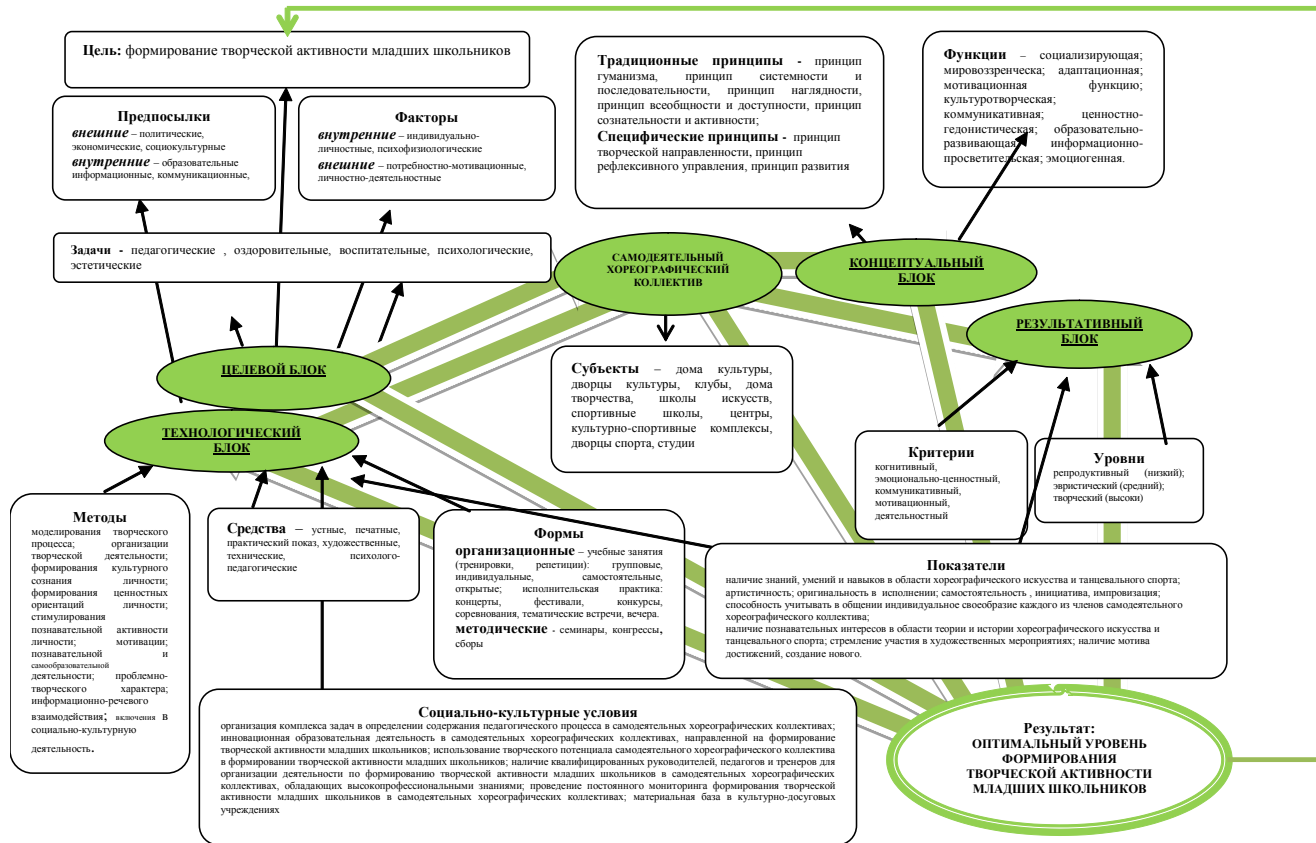 Цель: формирование творческой активности младших школьников
Предпосылки
внешние – политические,
экономические, социокультурные
внутренние – образовательные
информационные, коммуникационные,
Факторы
внутренние – индивидуально-
личностные, психофизиологические
внешние – потребностно-мотивационные,
личностно-деятельностные
Традиционные принципы - принцип
гуманизма, принцип системности и
последовательности, принцип наглядности,
принцип всеобщности и доступности, принцип
сознательности и активности;
Специфические принципы - принцип
творческой направленности, принцип
рефлексивного управления, принцип развития
Функции – социализирующая;
мировоззренческа; адаптационная;
мотивационная функцию;
культуротворческая;
коммуникативная; ценностно-
гедонистическая; образовательно-
развивающая; информационно-
просветительская; эмоциогенная.
Задачи - педагогические , оздоровительные, воспитательные, психологические,
эстетические
САМОДЕЯТЕЛЬНЫЙ
ХОРЕОГРАФИЧЕСКИЙ
КОЛЛЕКТИВ
КОНЦЕПТУАЛЬНЫЙ
БЛОК
РЕЗУЛЬТАТИВНЫЙ
БЛОК
ЦЕЛЕВОЙ БЛОК
ТЕХНОЛОГИЧЕСКИЙ
БЛОК
Субъекты – дома культуры,
дворцы культуры, клубы, дома
творчества, школы искусств,
спортивные школы, центры,
культурно-спортивные комплексы,
дворцы спорта, студии
Критерии
когнитивный,
эмоционально-ценностный,
коммуникативный,
мотивационный,
деятельностный
Уровни
репродуктивный (низкий);
эвристический (средний);
творческий (высоки)
Методы
моделирования творческого
процесса; организации
творческой деятельности;
формирования культурного
сознания личности;
формирования ценностных
ориентаций личности;
стимулирования
познавательной активности
личности; мотивации;
познавательной и
самообразовательной
деятельности; проблемно-
творческого характера;
информационно-речевого
взаимодействия; включения в
социально-культурную
деятельность.
Средства – устные, печатные,
практический показ, художественные,
технические, психолого-
педагогические
Формы
организационные – учебные занятия
(тренировки, репетиции): групповые,
индивидуальные, самостоятельные,
открытые; исполнительская практика:
концерты, фестивали, конкурсы,
соревнования, тематические встречи, вечера.
методические - семинары, конгрессы,
сборы
Показатели
наличие знаний, умений и навыков в области хореографического искусства и танцевального спорта;
артистичность; оригинальность в исполнении; самостоятельность , инициатива, импровизация;
способность учитывать в общении индивидуальное своеобразие каждого из членов самодеятельного
хореографического коллектива;
наличие познавательных интересов в области теории и истории хореографического искусства и
танцевального спорта; стремление участия в художественных мероприятиях; наличие мотива
достижений, создание нового.
Социально-культурные условия
организация комплекса задач в определении содержания педагогического процесса в самодеятельных хореографических коллективах;
инновационная образовательная деятельность в самодеятельных хореографических коллективах, направленной на формирование
творческой активности младших школьников; использование творческого потенциала самодеятельного хореографического коллектива
в формировании творческой активности младших школьников; наличие квалифицированных руководителей, педагогов и тренеров для
организации деятельности по формированию творческой активности младших школьников в самодеятельных хореографических
коллективах, обладающих высокопрофессиональными знаниями; проведение постоянного мониторинга формирования творческой
активности младших школьников в самодеятельных хореографических коллективах; материальная база в культурно-досуговых
учреждениях
Результат:
ОПТИМАЛЬНЫЙ УРОВЕНЬ
ФОРМИРОВАНИЯ
ТВОРЧЕСКОЙ АКТИВНОСТИ
МЛАДШИХ ШКОЛЬНИКОВ